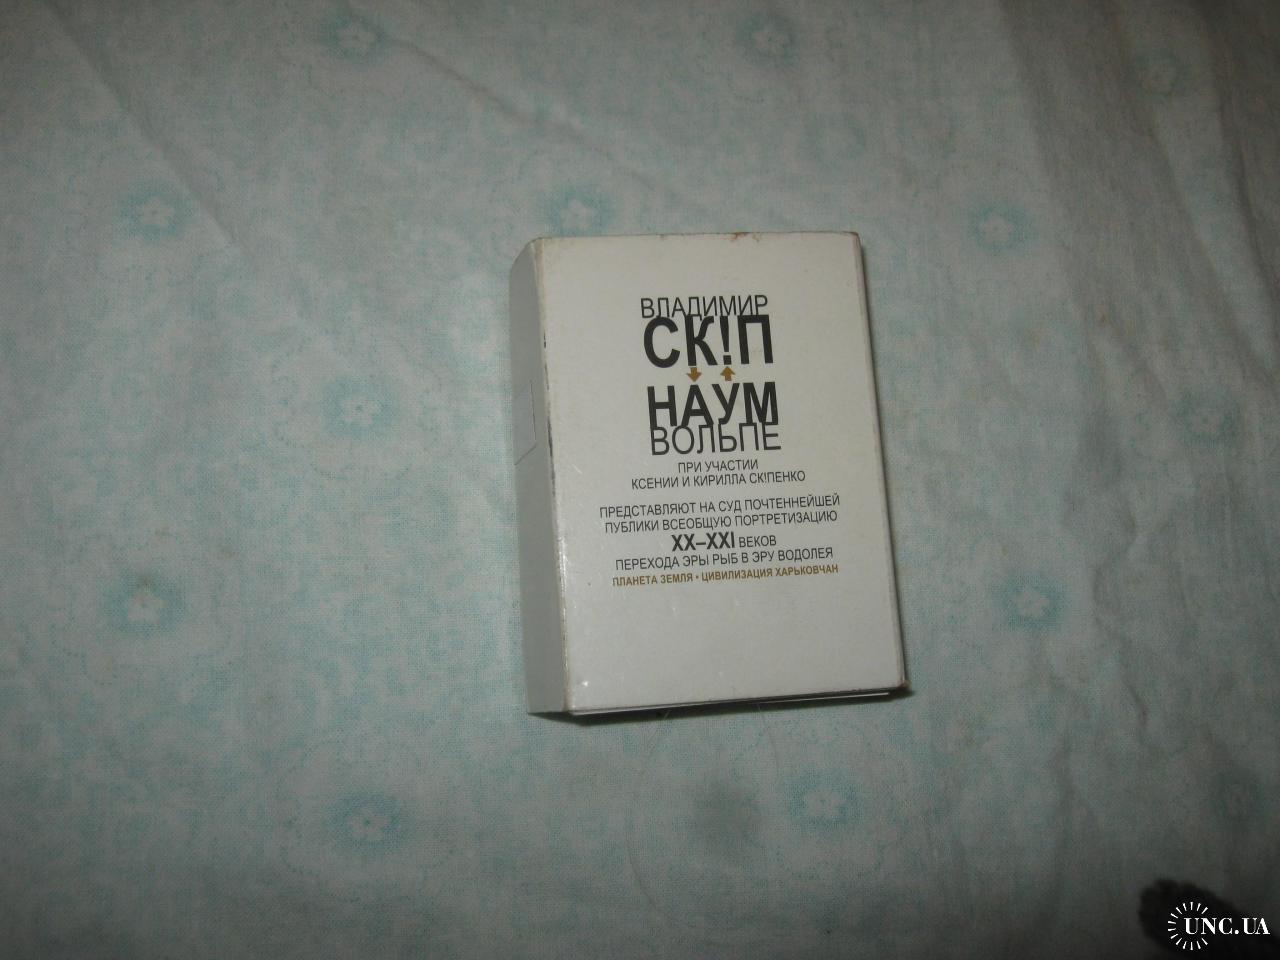 ВЛАДИМИР
СК!П
НАУМ
ВОЛЬПЕ
ПРИ УЧАСТИИ
КСЕНИИ И КИРИЛЛА СК!ПЕНКО
ПРЕДСТАВЛЯЮТ НА СУД ПОЧТЕННЕЙШЕЙ
ПУБЛИКИ ВСЕОБЩУЮ ПОРТРЕТИЗАЦИЮ
XX–XXI ВЕКОВ
ПЕРЕХОДА ЭРЫ РЫБ В ЭРУ ВОДОЛЕЯ
ПЛАНЕТА ЗЕМЛЯ • ЦИВИЛИЗАЦИЯ ХАРЬКОВЧАН
UNC.UA